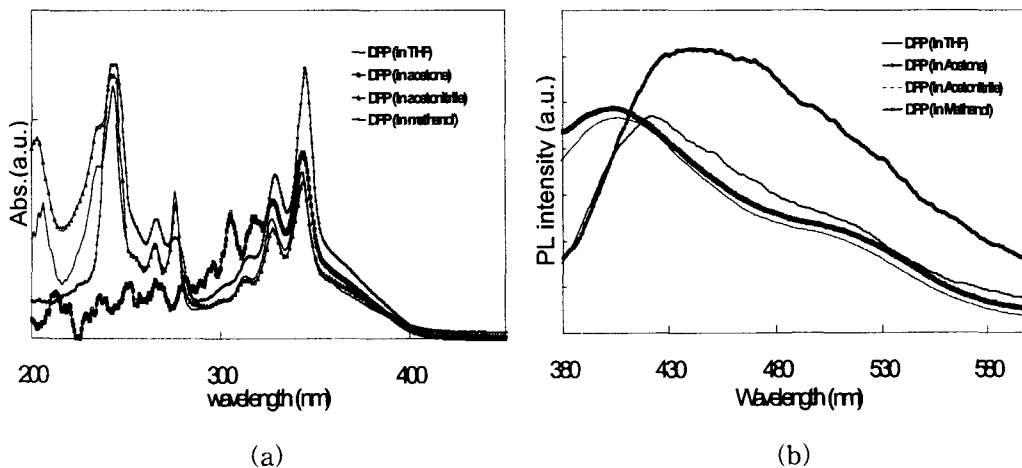 Abs.(a.u.)
DPP (in THF)
DPP (in acetone)
DPP (in acetonitrile)
DPP (in methanol)
200
300
400
wavelength (nm)
(a)
PL intensity (a.u.)
DPP (in THF)
DPP (in Acetone)
DPP (in Acetonitrile)
DPP (in Methanol)
380
430
480
530
580
Wavelength (nm)
(b)